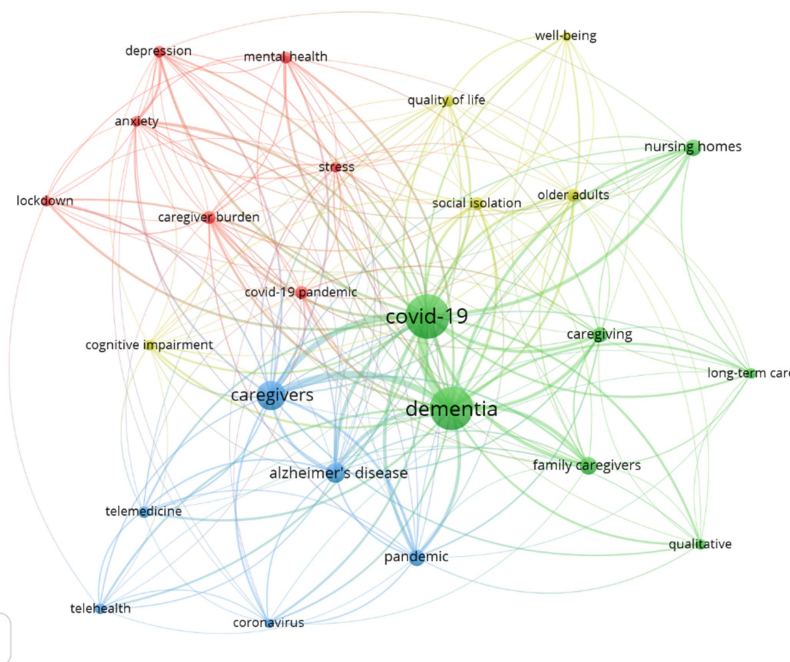 well-being
depression
mental health
quality of life
anxiety
nursing homes
stress
older adults
lockdown
social isolation
caregiver burden
covid-19 pandemic
covid-19
caregiving
cognitive impairment
long-term care
caregivers
dementia
family caregivers
alzheimer's disease
telemedicine
qualitative
pandemic
telehealth
coronavirus